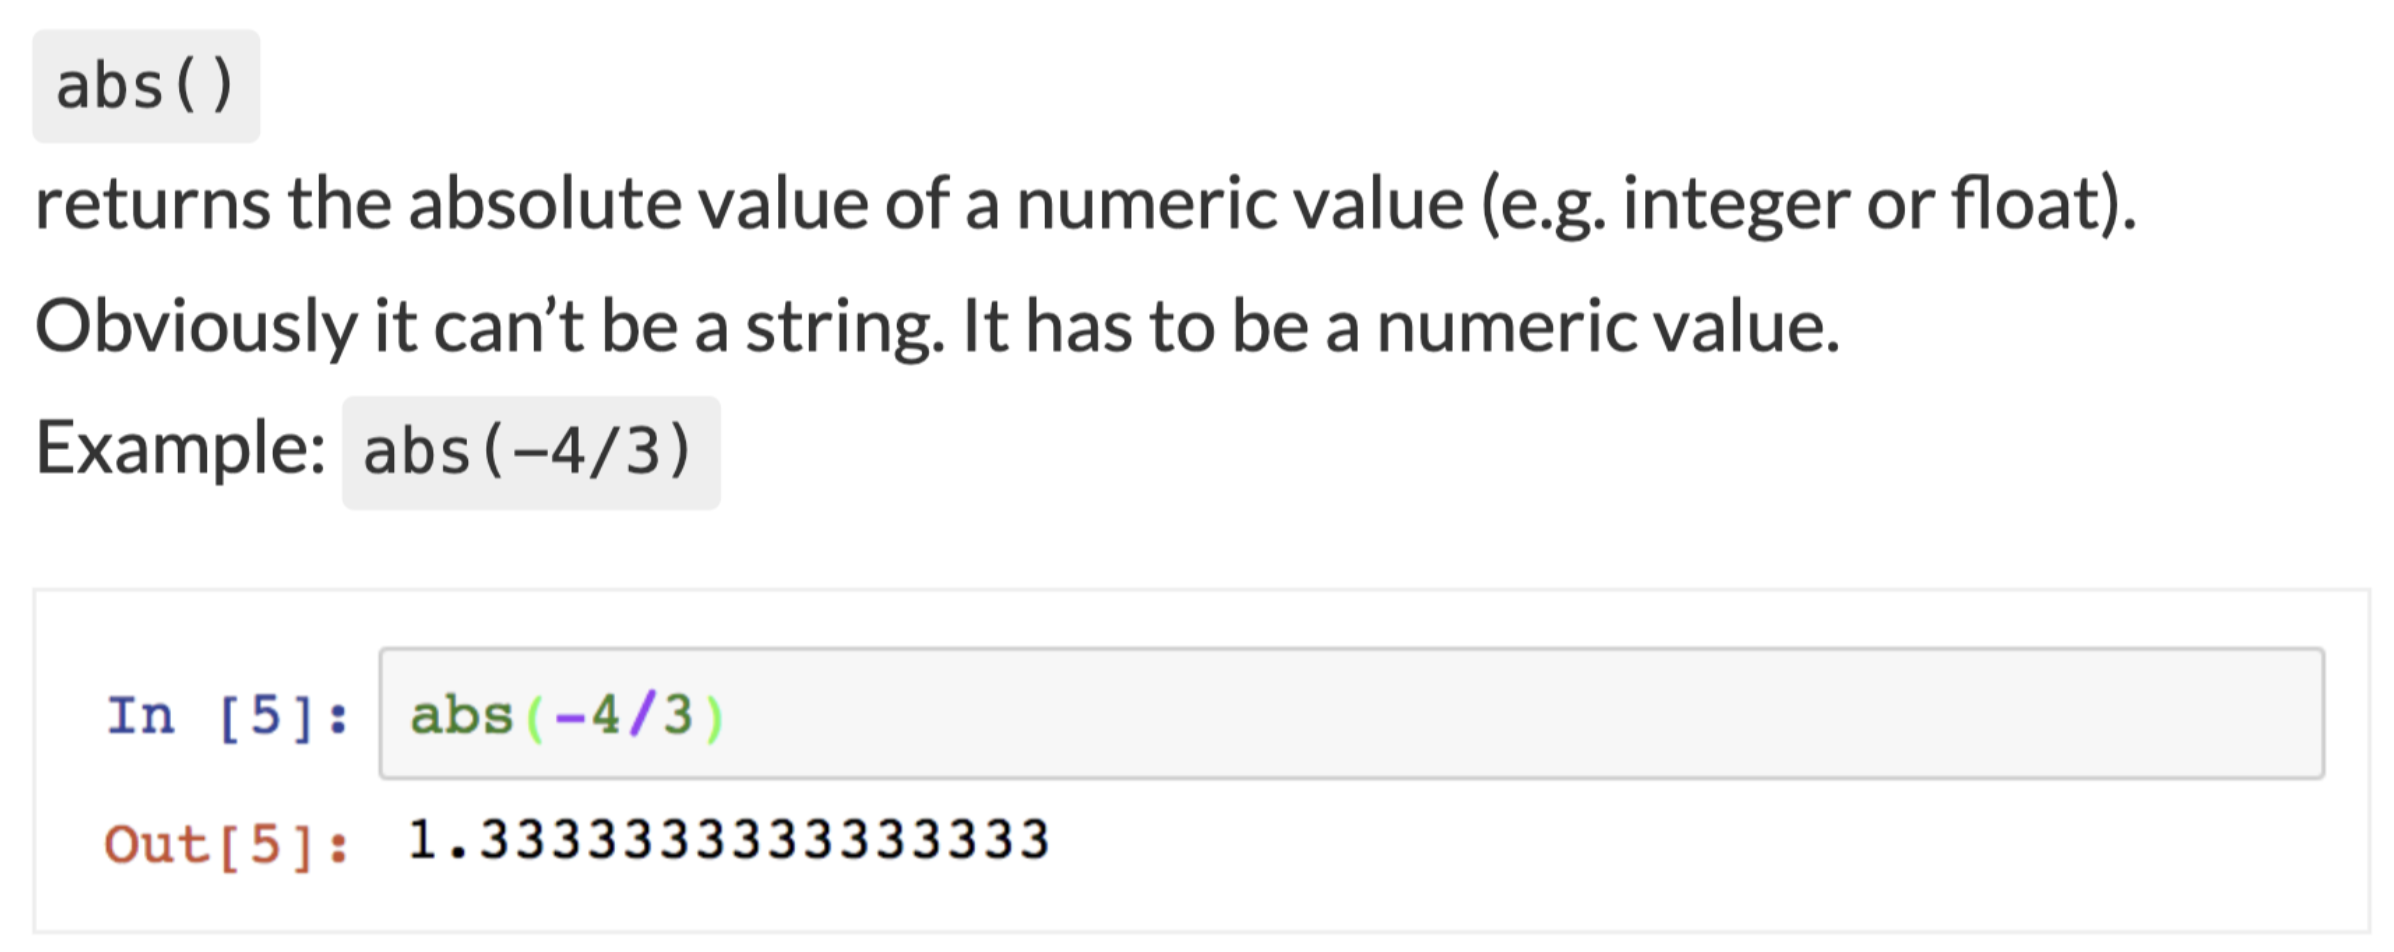 abs()
returns the absolute value of a numeric value (e.g. integer or float).
Obviously it can’t be a string. It has to be a numeric value.
Example: abs(-4/3)
In [5]: abs(-4/3)
Out[5]: 1.3333333333333333